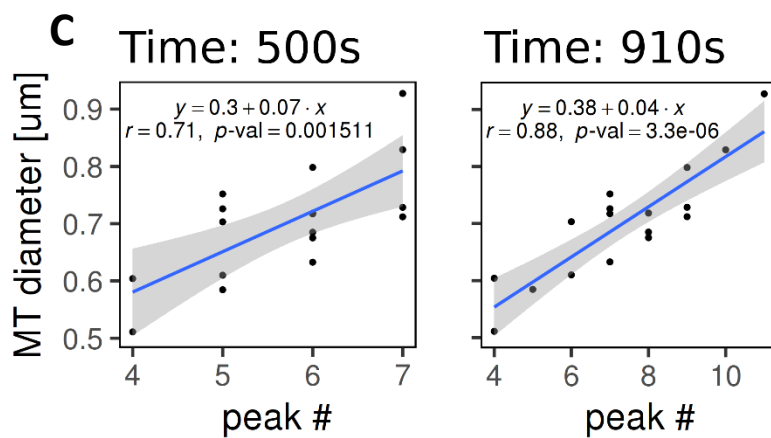 C
Time: 500s
Time: 910s
MT diameter [um]
0.9
0.8
0.7
0.6
0.5
y = 0.3 + 0.07 · x
r = 0.71, p-val = 0.001511
4 5 6 7
peak #
y = 0.38 + 0.04 · x
r = 0.88, p-val = 3.3e-06
4 6 8 10
peak #